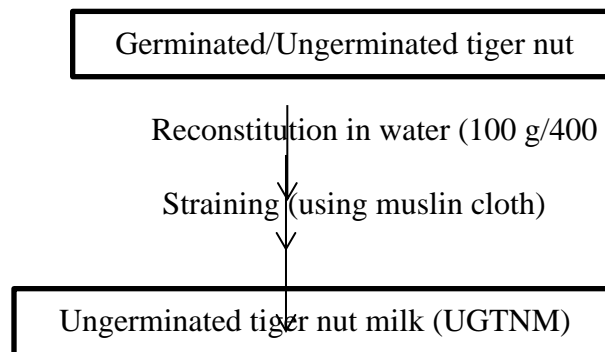 Germinated/Ungerminated tiger nut
Reconstitution in water (100 g/400
Straining (using muslin cloth)
Ungerminated tiger nut milk (UGTNM)